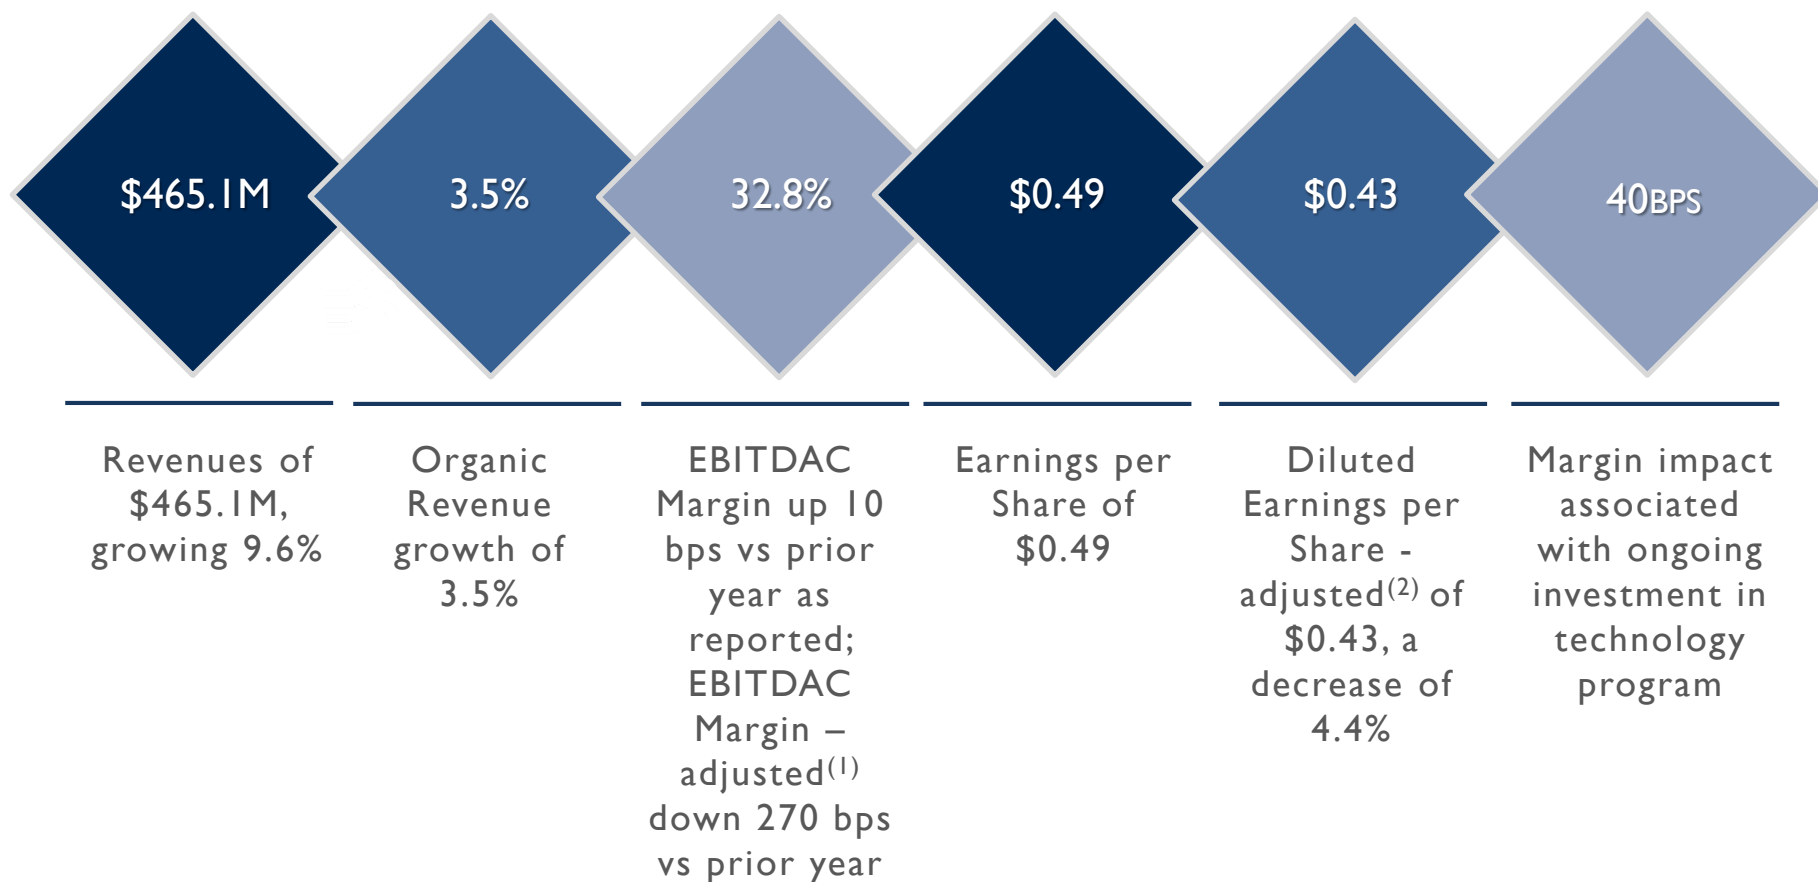 $465.1M
3.5%
32.8%
$0.49
$0.43
40BPS
Revenues of
$465.1M,
growing 9.6%
Organic
Revenue
growth of
3.5%
EBITDAC
Margin up 10
bps vs prior
year as
reported;
EBITDAC
Margin –
adjusted(1)
down 270 bps
vs prior year
Earnings per
Share of
$0.49
Diluted
Earnings per
Share -
adjusted(2) of
$0.43, a
decrease of
4.4%
Margin impact
associated
with ongoing
investment in
technology
program